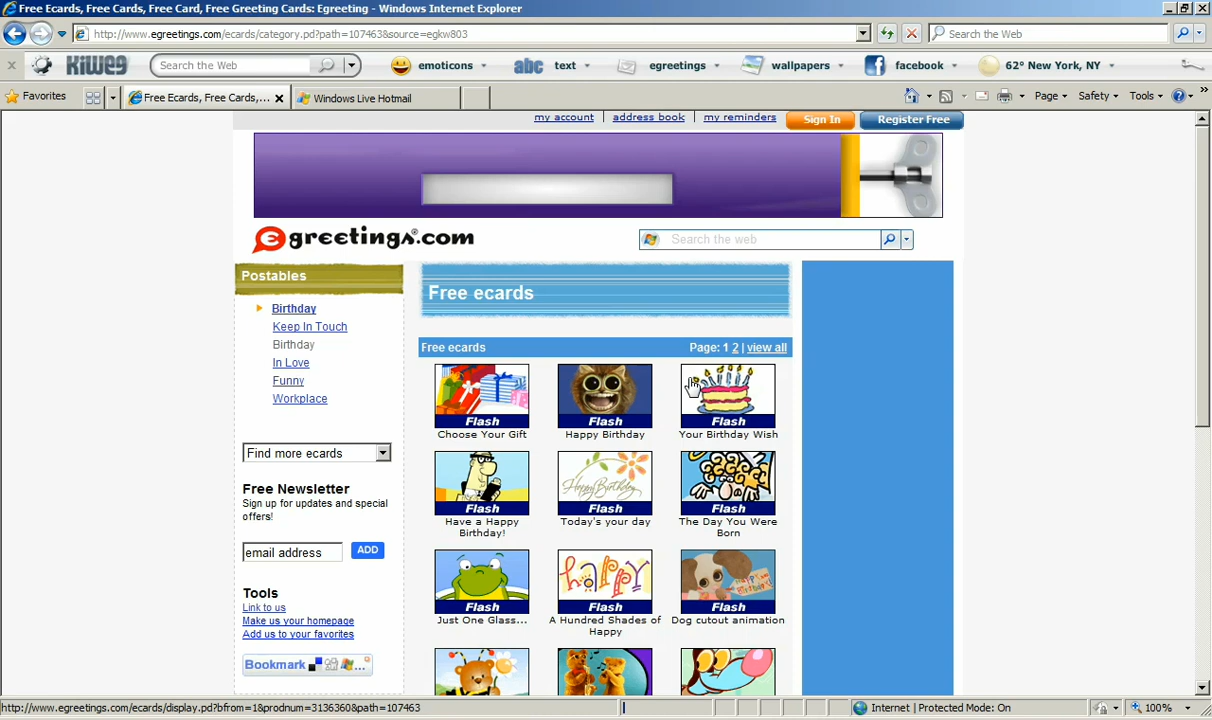 Free Ecards, Free Cards, Free Card, Free Greeting Cards: Egreeting - Windows Internet Explorer
http://www.egreetings.com/ecards/category.pd?path=107463&source=egkw803
Search the Web
KIWEG Search the Web emoticons abc text egreetings wallpapers facebook 62° New York, NY
Favorites Free Ecards, Free Cards,... Windows Live Hotmail Page Safety Tools
my account address book my reminders Sign In Register Free
egreetings.com Search the web
Postables
Birthday
Keep In Touch
Birthday
In Love
Funny
Workplace
Find more ecards
Free Newsletter
Sign up for updates and special
offers!
email address ADD
Tools
Link to us
Make us your homepage
Add us to your favorites
Bookmark ...
Free ecards
Free ecards Page: 1 2 | view all
Flash Flash Flash
Choose Your Gift Happy Birthday Your Birthday Wish
Happy Birthday
Flash Flash Flash
Have a Happy Birthday! Today's your day The Day You Were Born
happy Happy Birthday!
Flash Flash Flash
Just One Glass... A Hundred Shades of Happy Dog cutout animation
http://www.egreetings.com/ecards/display.pd?bfrom=1&prodnum=3136360&path=107463 Internet | Protected Mode: On 100%